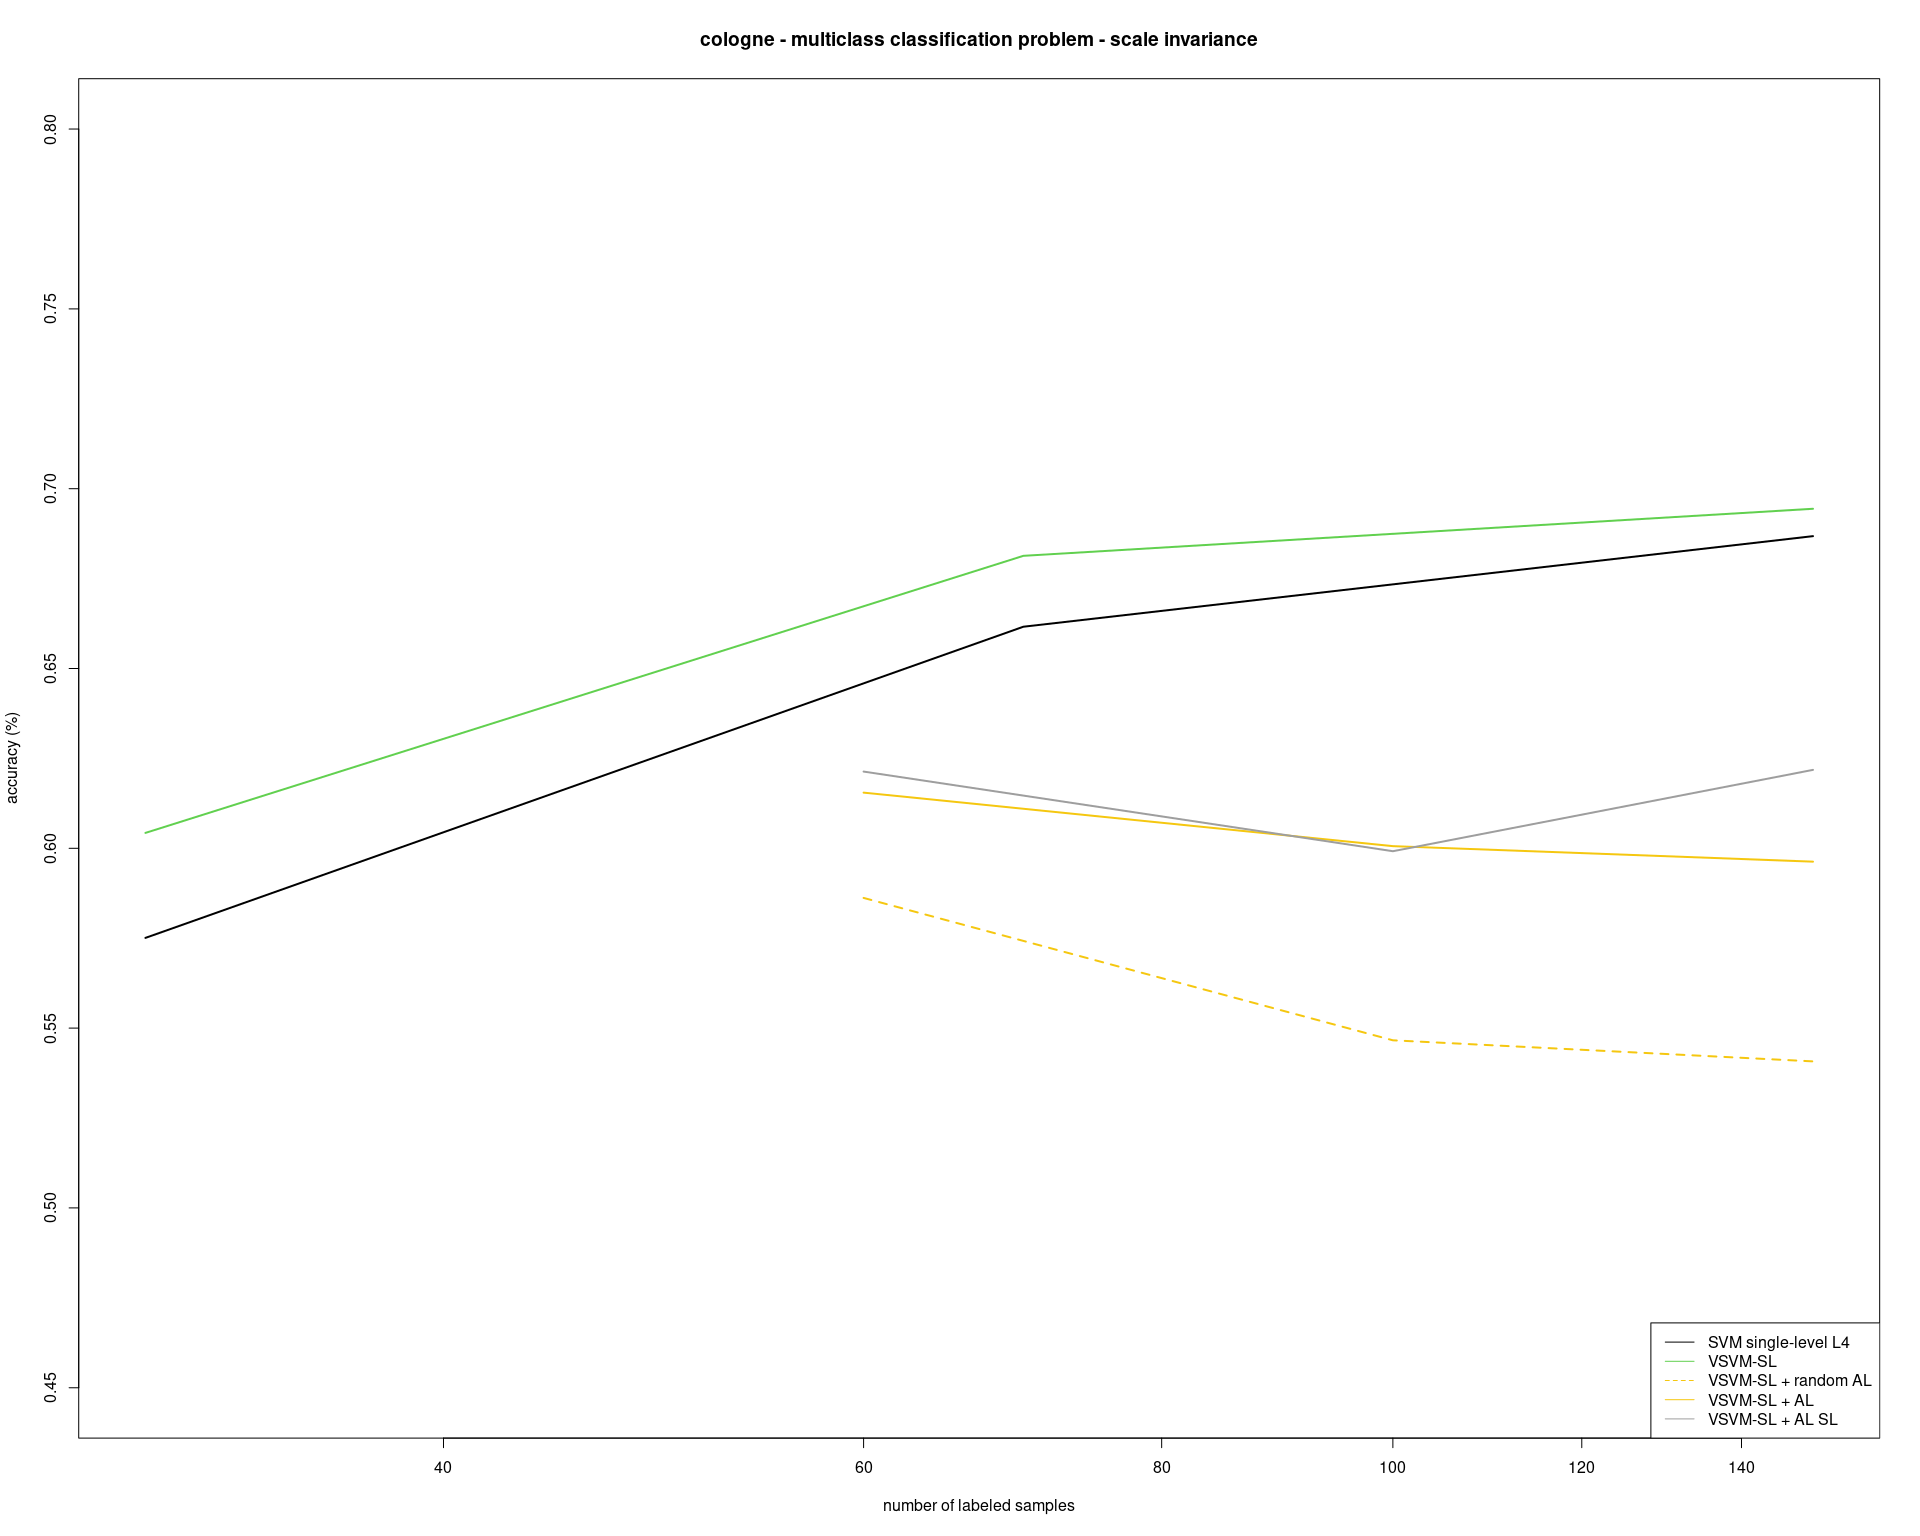 cologne - multiclass classification problem - scale invariance
accuracy (%)
0.80
0.75
0.70
0.65
0.60
0.55
0.50
0.45
SVM single-level L4
VSVM-SL
VSVM-SL + random AL
VSVM-SL + AL
VSVM-SL + AL SL
40 60 80 100 120 140
number of labeled samples